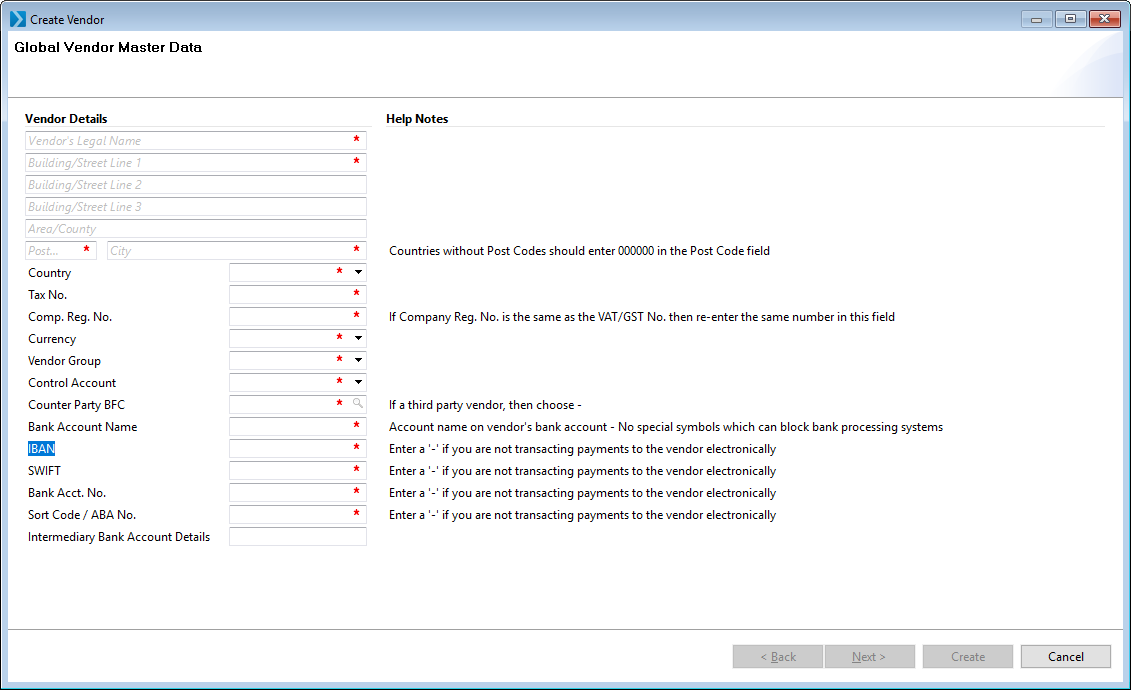 Create Vendor
Global Vendor Master Data
Vendor Details Help Notes
Vendor's Legal Name *
Building/Street Line 1 *
Building/Street Line 2
Building/Street Line 3
Area/County
Post... * City * Countries without Post Codes should enter 000000 in the Post Code field
Country *
Tax No. *
Comp. Reg. No. * If Company Reg. No. is the same as the VAT/GST No. then re-enter the same number in this field
Currency *
Vendor Group *
Control Account *
Counter Party BFC * If a third party vendor, then choose -
Bank Account Name * Account name on vendor's bank account - No special symbols which can block bank processing systems
IBAN * Enter a '-' if you are not transacting payments to the vendor electronically
SWIFT * Enter a '-' if you are not transacting payments to the vendor electronically
Bank Acct. No. * Enter a '-' if you are not transacting payments to the vendor electronically
Sort Code / ABA No. * Enter a '-' if you are not transacting payments to the vendor electronically
Intermediary Bank Account Details
< Back Next > Create Cancel